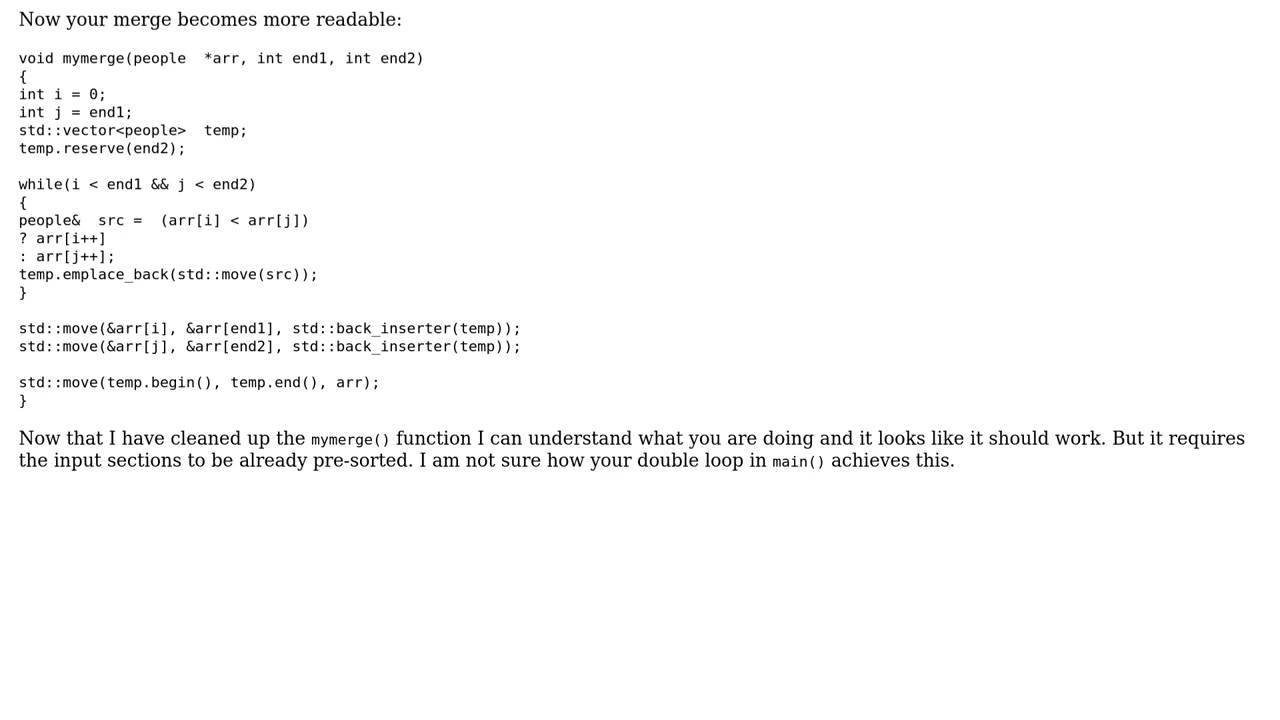 Now your merge becomes more readable:
void mymerge(people  *arr, int end1, int end2)
{
int i = 0;
int j = end1;
std::vector<people>  temp;
temp.reserve(end2);
while(i < end1 && j < end2)
{
people&  src =  (arr[i] < arr[j])
? arr[i++]
: arr[j++];
temp.emplace_back(std::move(src));
}
std::move(&arr[i], &arr[end1], std::back_inserter(temp));
std::move(&arr[j], &arr[end2], std::back_inserter(temp));
std::move(temp.begin(), temp.end(), arr);
}
Now that I have cleaned up the mymerge() function I can understand what you are doing and it looks like it should work. But it requires
the input sections to be already pre-sorted. I am not sure how your double loop in main() achieves this.